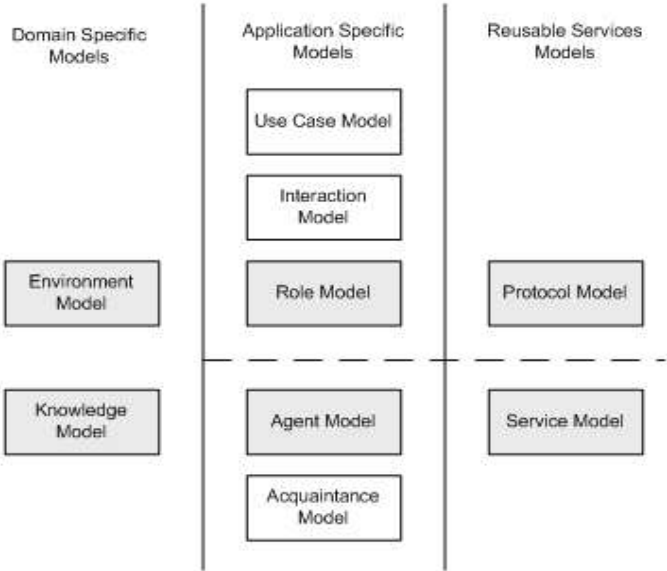 Domain Specific
Models
Application Specific
Models
Reusable Services
Models
Use Case Model
Interaction
Model
Environment
Model
Role Model
Protocol Model
Knowledge
Model
Agent Model
Service Model
Acquaintance
Model